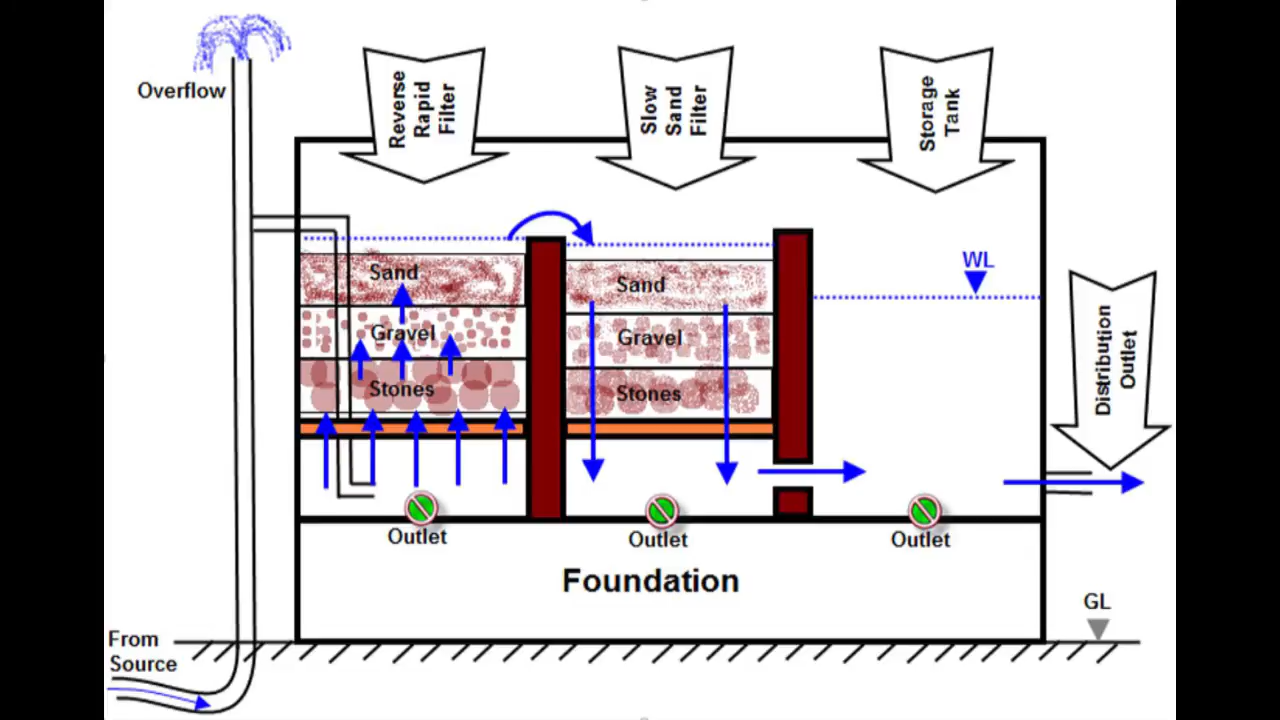 Overflow
Reverse
Rapid
Filter
Slow
Sand
Filter
Storage
Tank
Sand
Gravel
Stones
Sand
Gravel
Stones
WL
Distribution
Outlet
Outlet
Outlet
Outlet
Foundation
GL
From
Source